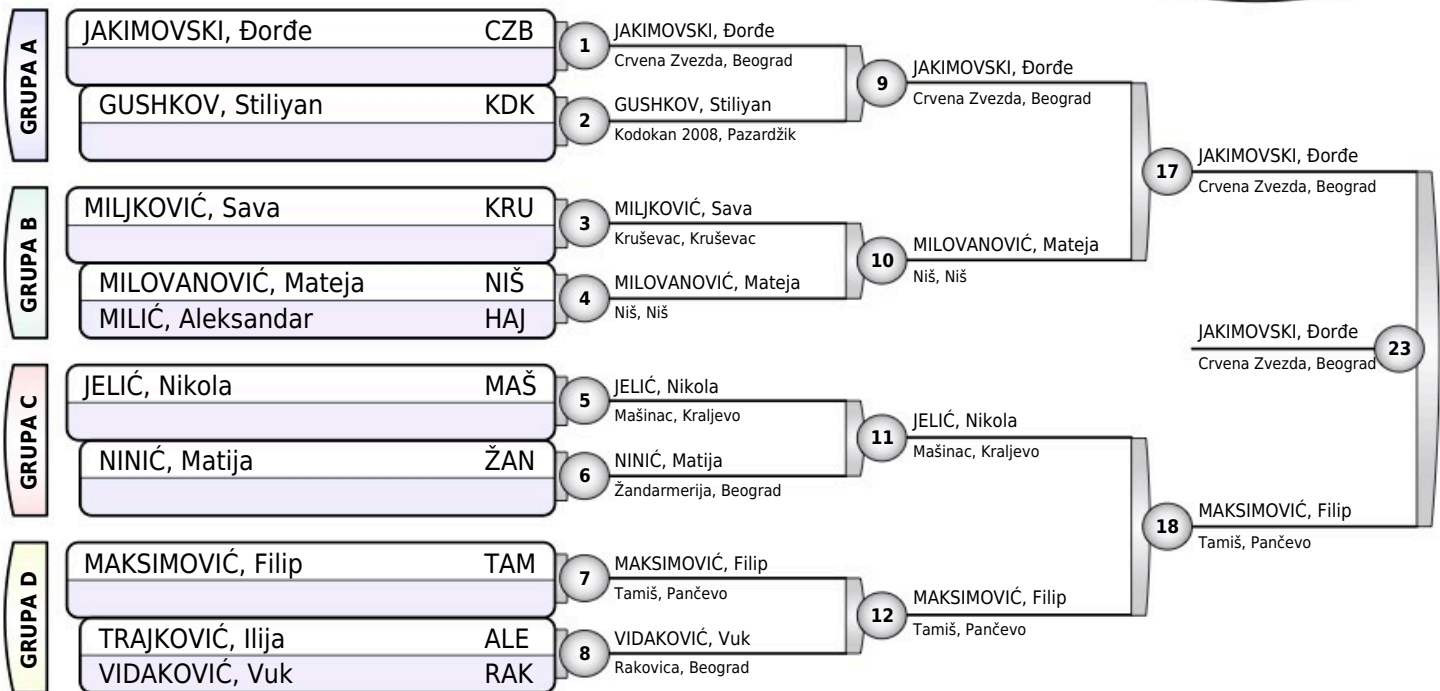 GRUPA A
JAKIMOVSKI, Đorđe CZB
GUSHKOV, Stiliyan KDK
1
JAKIMOVSKI, Đorđe
Crvena Zvezda, Beograd
2
GUSHKOV, Stiliyan
Kodokan 2008, Pazardžik
9
JAKIMOVSKI, Đorđe
Crvena Zvezda, Beograd
GRUPA B
MILJKOVIĆ, Sava KRU
MILOVANOVIĆ, Mateja NIŠ
MILIĆ, Aleksandar HAJ
3
MILJKOVIĆ, Sava
Kruševac, Kruševac
4
MILOVANOVIĆ, Mateja
Niš, Niš
10
MILOVANOVIĆ, Mateja
Niš, Niš
17
JAKIMOVSKI, Đorđe
Crvena Zvezda, Beograd
GRUPA C
JELIĆ, Nikola MAŠ
NINIĆ, Matija ŽAN
5
JELIĆ, Nikola
Mašinac, Kraljevo
6
NINIĆ, Matija
Žandarmerija, Beograd
11
JELIĆ, Nikola
Mašinac, Kraljevo
GRUPA D
MAKSIMOVIĆ, Filip TAM
TRAJKOVIĆ, Ilija ALE
VIDAKOVIĆ, Vuk RAK
7
MAKSIMOVIĆ, Filip
Tamiš, Pančevo
8
VIDAKOVIĆ, Vuk
Rakovica, Beograd
12
MAKSIMOVIĆ, Filip
Tamiš, Pančevo
18
MAKSIMOVIĆ, Filip
Tamiš, Pančevo
JAKIMOVSKI, Đorđe
Crvena Zvezda, Beograd
23